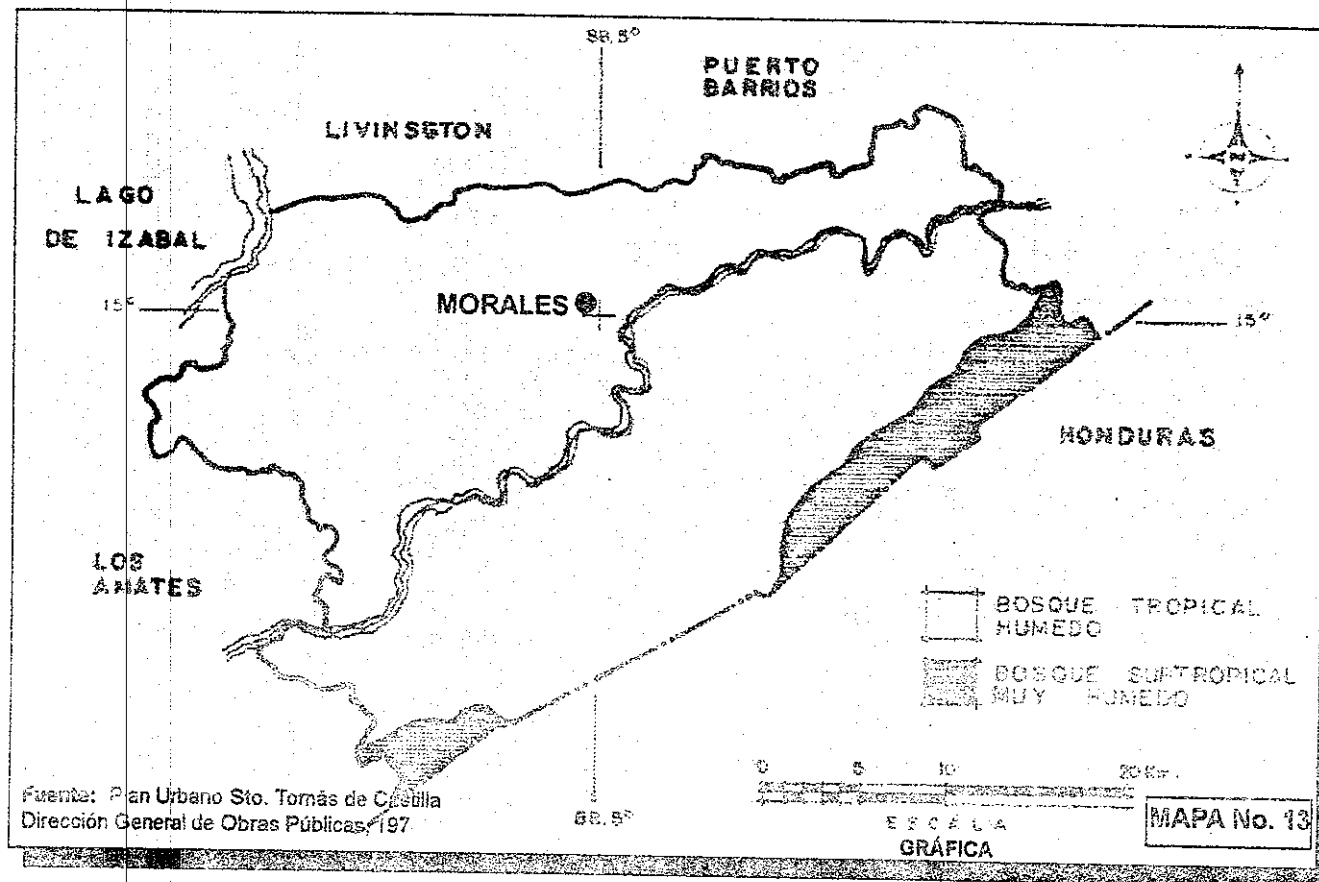 88.5°
PUERTO
BARRIOS
LIVINSGTON
LAGO
DE IZABAL
N
15°
MORALES
15°
HONDURAS
LOS
AMATES
BOSQUE TROPICAL
HUMEDO
BOSQUE SUPTROPICAL
MUY HUMEDO
0 5 10 20 Km.
Fuente: Plan Urbano Sto. Tomás de Castilla
Dirección General de Obras Públicas, 197
88.5°
ESCALA
GRÁFICA
MAPA No. 13